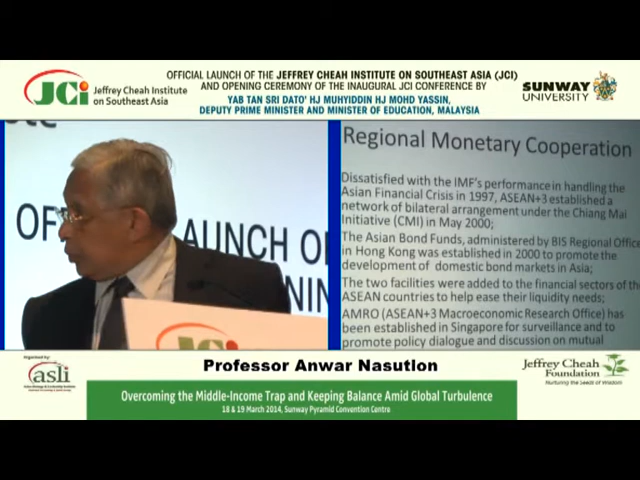 JCi
Jeffrey Cheah Institute
on Southeast Asia
OFFICIAL LAUNCH OF THE JEFFREY CHEAH INSTITUTE ON SOUTHEAST ASIA (JCI)
AND OPENING CEREMONY OF THE INAUGURAL JCI CONFERENCE BY
YAB TAN SRI DATO' HJ MUHYIDDIN HJ MOHD YASSIN,
DEPUTY PRIME MINISTER AND MINISTER OF EDUCATION, MALAYSIA
SUNWAY
UNIVERSITY
OF
LAUNCH OF
NIN
JCi
Regional Monetary Cooperation
Dissatisfied with the IMF's performance in handling the
Asian Financial Crisis in 1997, ASEAN+3 established a
network of bilateral arrangement under the Chiang Mai
Initiative (CMI) in May 2000;
The Asian Bond Funds, administered by BIS Regional Office
in Hong Kong was established in 2000 to promote the
development of domestic bond markets in Asia;
The two facilities were added to the financial sectors of the
ASEAN countries to help ease their liquidity needs;
AMRO (ASEAN+3 Macroeconomic Research Office) has
been established in Singapore for surveillance and to
promote policy dialogue and discussion on mutual
Organised by:
asli
Professor Anwar Nasution
Jeffrey Cheah
Foundation
Nurturing the Seeds of Wisdom
Overcoming the Middle-Income Trap and Keeping Balance Amid Global Turbulence
18 & 19 March 2014, Sunway Pyramid Convention Centre